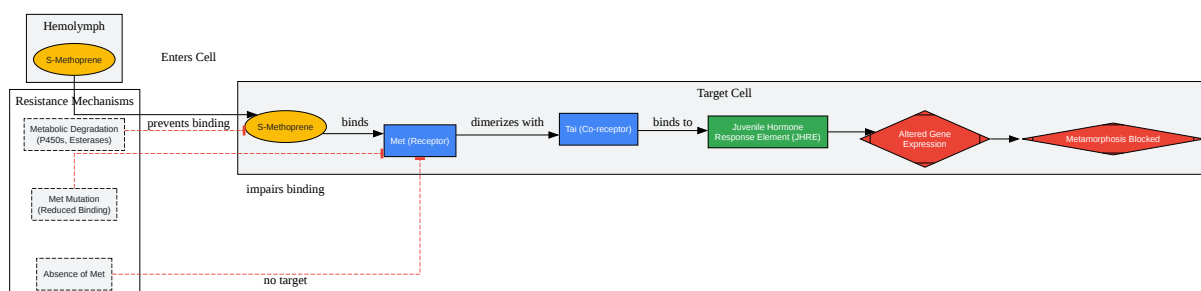 Hemolymph
S-Methoprene
Enters Cell
Resistance Mechanisms
Metabolic Degradation
(P450s, Esterases)
prevents binding
Met Mutation
(Reduced Binding)
impairs binding
Absence of Met
no target
Target Cell
S-Methoprene
binds
Met (Receptor)
dimerizes with
Tai (Co-receptor)
binds to
Juvenile Hormone
Response Element (JHRE)
Altered Gene
Expression
Metamorphosis Blocked